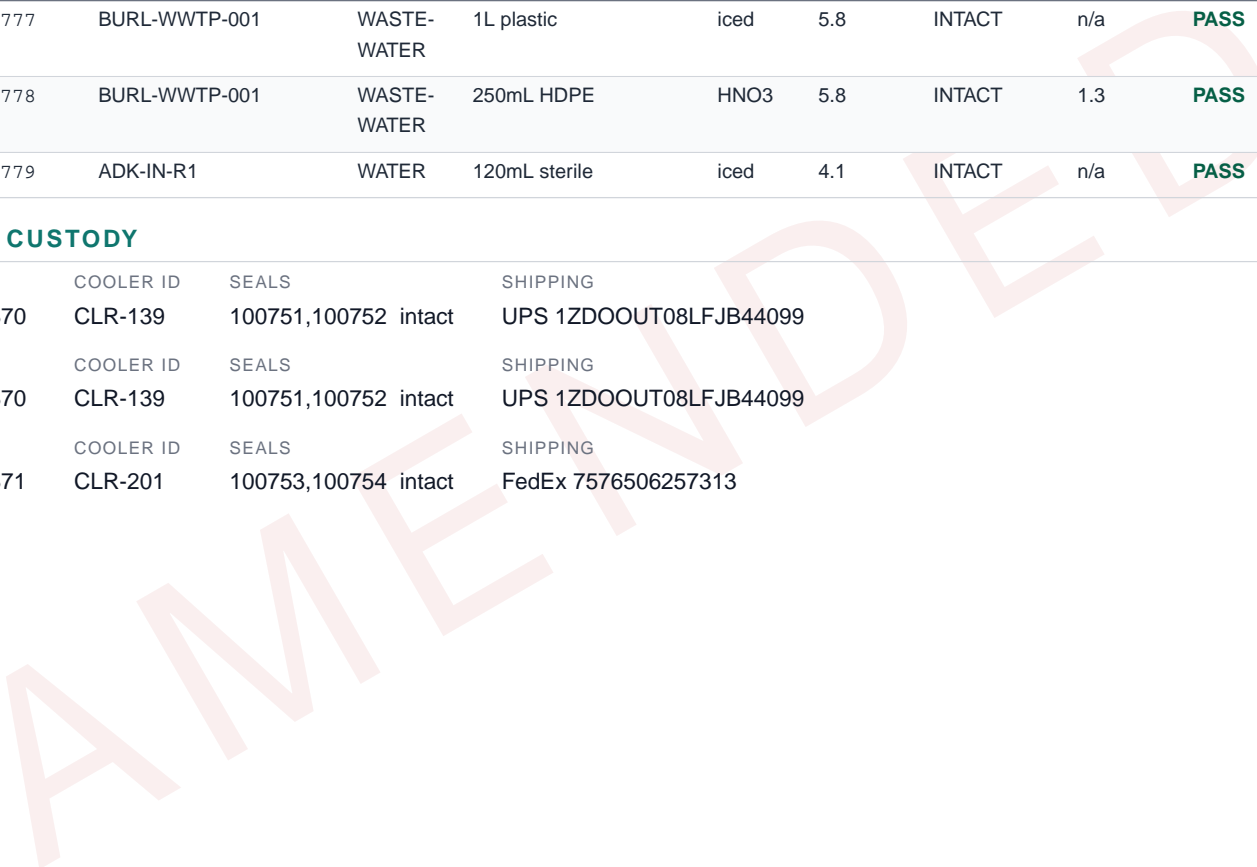 777 BURL-WWTP-001 WASTE- 1L plastic iced 5.8 INTACT n/a PASS
WATER
778 BURL-WWTP-001 WASTE- 250mL HDPE HNO3 5.8 INTACT 1.3 PASS
WATER
779 ADK-IN-R1 WATER 120mL sterile iced 4.1 INTACT n/a PASS
CUSTODY
COOLER ID SEALS SHIPPING
70 CLR-139 100751,100752 intact UPS 1ZDOOUT08LFJB44099
COOLER ID SEALS SHIPPING
70 CLR-139 100751,100752 intact UPS 1ZDOOUT08LFJB44099
COOLER ID SEALS SHIPPING
71 CLR-201 100753,100754 intact FedEx 7576506257313
AMENDED